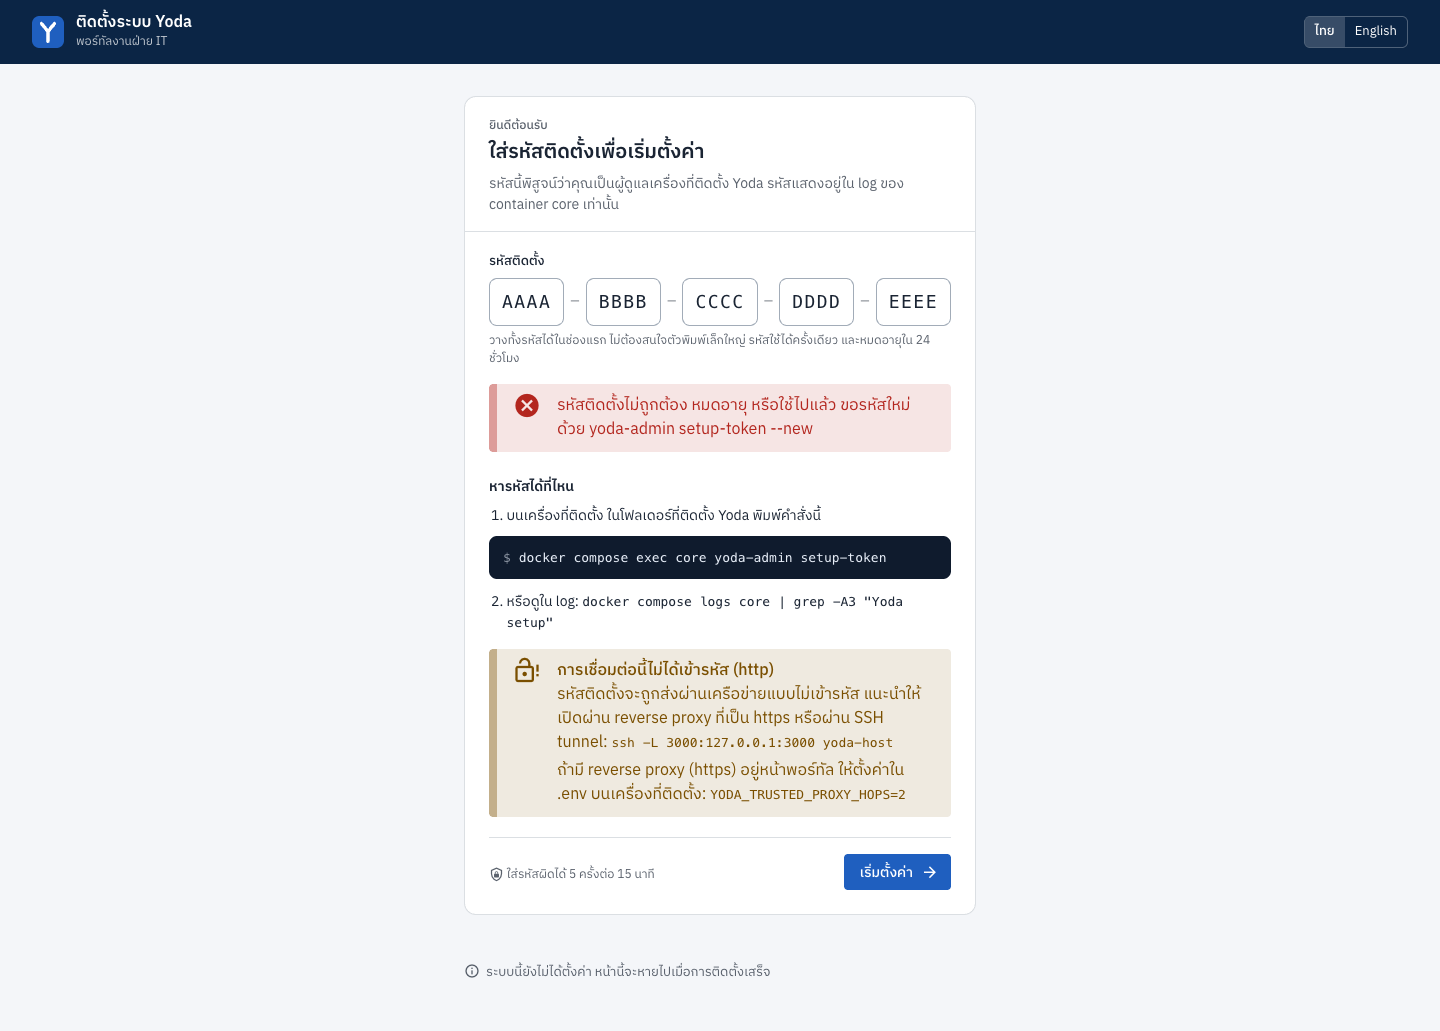 Y
ติดตั้งระบบ Yoda
พอร์ทัลงานฝ่าย IT
ไทย
English
ยินดีต้อนรับ
ใส่รหัสติดตั้งเพื่อเริ่มตั้งค่า
รหัสนี้พิสูจน์ว่าคุณเป็นผู้ดูแลเครื่องที่ติดตั้ง Yoda รหัสแสดงอยู่ใน log ของ
container core เท่านั้น
รหัสติดตั้ง
AAAA – BBBB – CCCC – DDDD – EEEE
วางทั้งรหัสได้ในช่องแรก ไม่ต้องสนใจตัวพิมพ์เล็กใหญ่ รหัสใช้ได้ครั้งเดียว และหมดอายุใน 24
ชั่วโมง
รหัสติดตั้งไม่ถูกต้อง หมดอายุ หรือใช้ไปแล้ว ขอรหัสใหม่
ด้วย yoda-admin setup-token --new
หารหัสได้ที่ไหน
1. บนเครื่องที่ติดตั้ง ในโฟลเดอร์ที่ติดตั้ง Yoda พิมพ์คำสั่งนี้
$ docker compose exec core yoda-admin setup-token
2. หรือดูใน log: docker compose logs core | grep -A3 "Yoda
setup"
การเชื่อมต่อนี้ไม่ได้เข้ารหัส (http)
รหัสติดตั้งจะถูกส่งผ่านเครือข่ายแบบไม่เข้ารหัส แนะนำให้
เปิดผ่าน reverse proxy ที่เป็น https หรือผ่าน SSH
tunnel: ssh -L 3000:127.0.0.1:3000 yoda-host
ถ้ามี reverse proxy (https) อยู่หน้าพอร์ทัล ให้ตั้งค่าใน
.env บนเครื่องที่ติดตั้ง: YODA_TRUSTED_PROXY_HOPS=2
ใส่รหัสผิดได้ 5 ครั้งต่อ 15 นาที
เริ่มตั้งค่า
ระบบนี้ยังไม่ได้ตั้งค่า หน้านี้จะหายไปเมื่อการติดตั้งเสร็จ